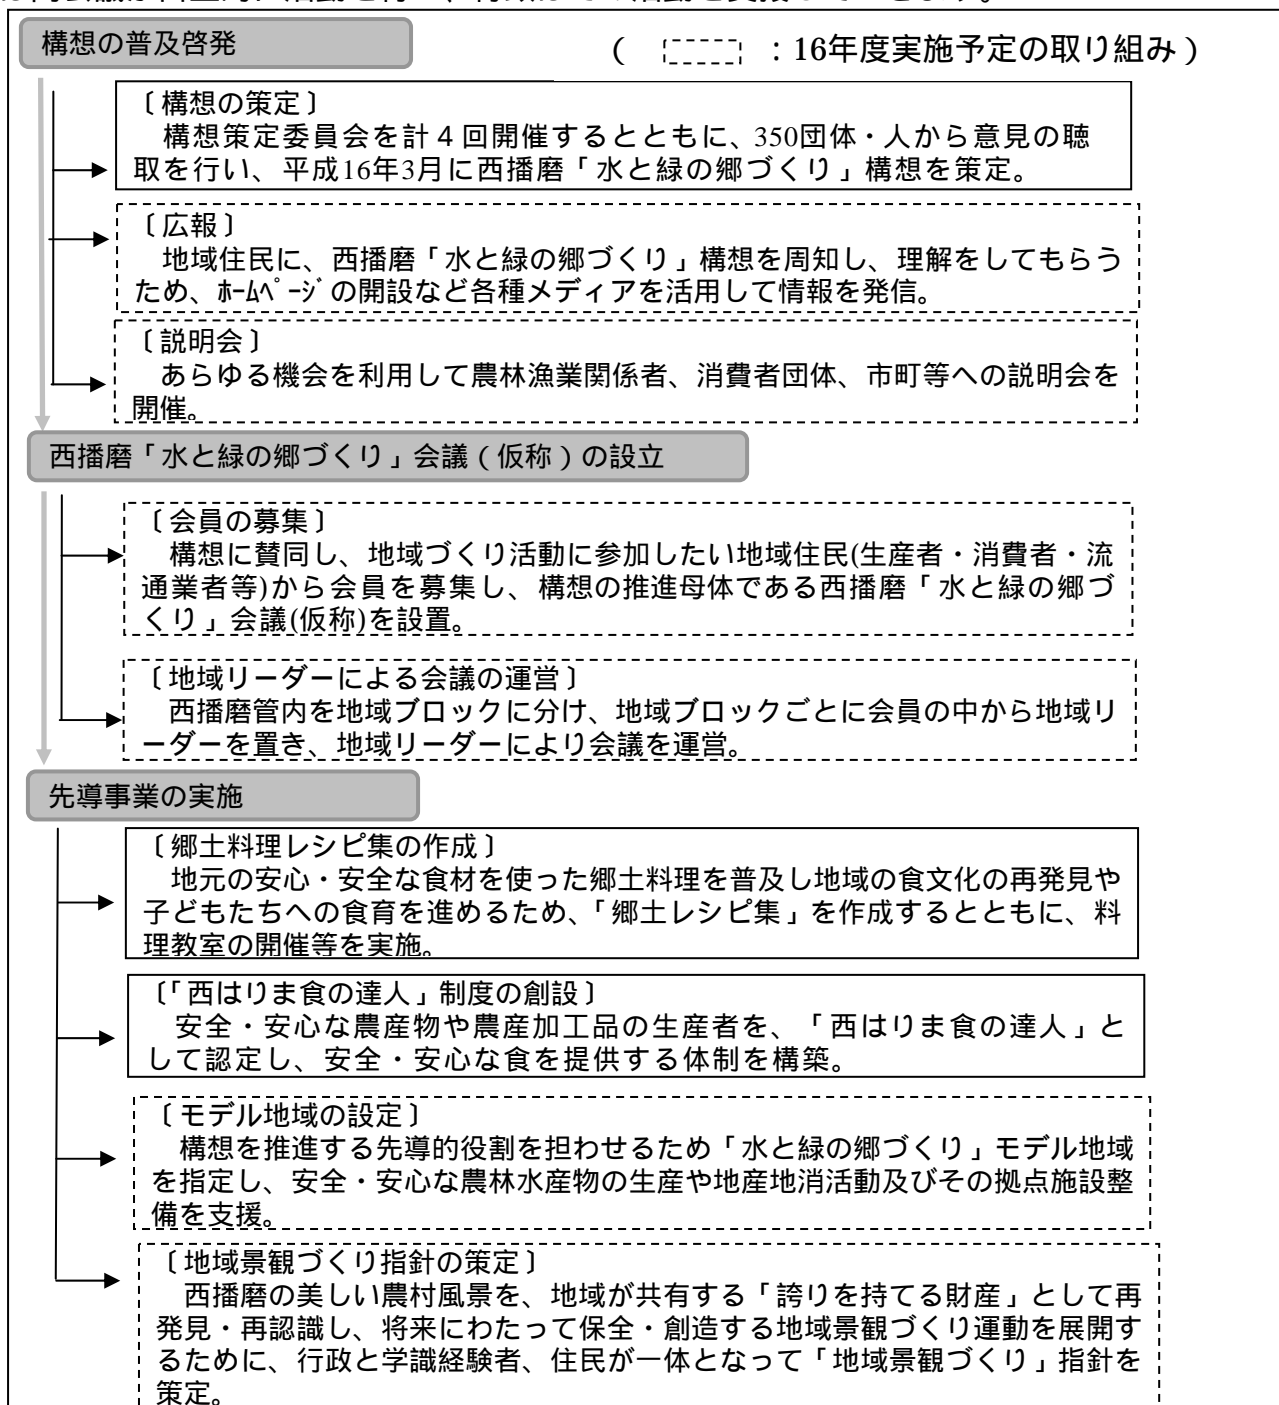 構想の普及啓発
( : 16年度実施予定の取り組み )
〔構想の策定〕
構想策定委員会を計４回開催するとともに、350団体・人から意見の聴
取を行い、平成16年3月に西播磨「水と緑の郷づくり」構想を策定。
〔広報〕
地域住民に、西播磨「水と緑の郷づくり」構想を周知し、理解をしてもらう
ため、ﾎｰﾑﾍﾟｰｼﾞの開設など各種メディアを活用して情報を発信。
〔説明会〕
あらゆる機会を利用して農林漁業関係者、消費者団体、市町等への説明会を
開催。
西播磨「水と緑の郷づくり」会議（仮称）の設立
〔会員の募集〕
構想に賛同し、地域づくり活動に参加したい地域住民(生産者・消費者・流
通業者等)から会員を募集し、構想の推進母体である西播磨「水と緑の郷づ
くり」会議(仮称)を設置。
〔地域リーダーによる会議の運営〕
西播磨管内を地域ブロックに分け、地域ブロックごとに会員の中から地域リ
ーダーを置き、地域リーダーにより会議を運営。
先導事業の実施
〔郷土料理レシピ集の作成〕
地元の安心・安全な食材を使った郷土料理を普及し地域の食文化の再発見や
子どもたちへの食育を進めるため、「郷土レシピ集」を作成するとともに、料
理教室の開催等を実施。
〔「西はりま食の達人」制度の創設〕
安全・安心な農産物や農産加工品の生産者を、「西はりま食の達人」と
して認定し、安全・安心な食を提供する体制を構築。
〔モデル地域の設定〕
構想を推進する先導的役割を担わせるため「水と緑の郷づくり」モデル地域
を指定し、安全・安心な農林水産物の生産や地産地消活動及びその拠点施設整
備を支援。
〔地域景観づくり指針の策定〕
西播磨の美しい農村風景を、地域が共有する「誇りを持てる財産」として再
発見・再認識し、将来にわたって保全・創造する地域景観づくり運動を展開す
るために、行政と学識経験者、住民が一体となって「地域景観づくり」指針を
策定。